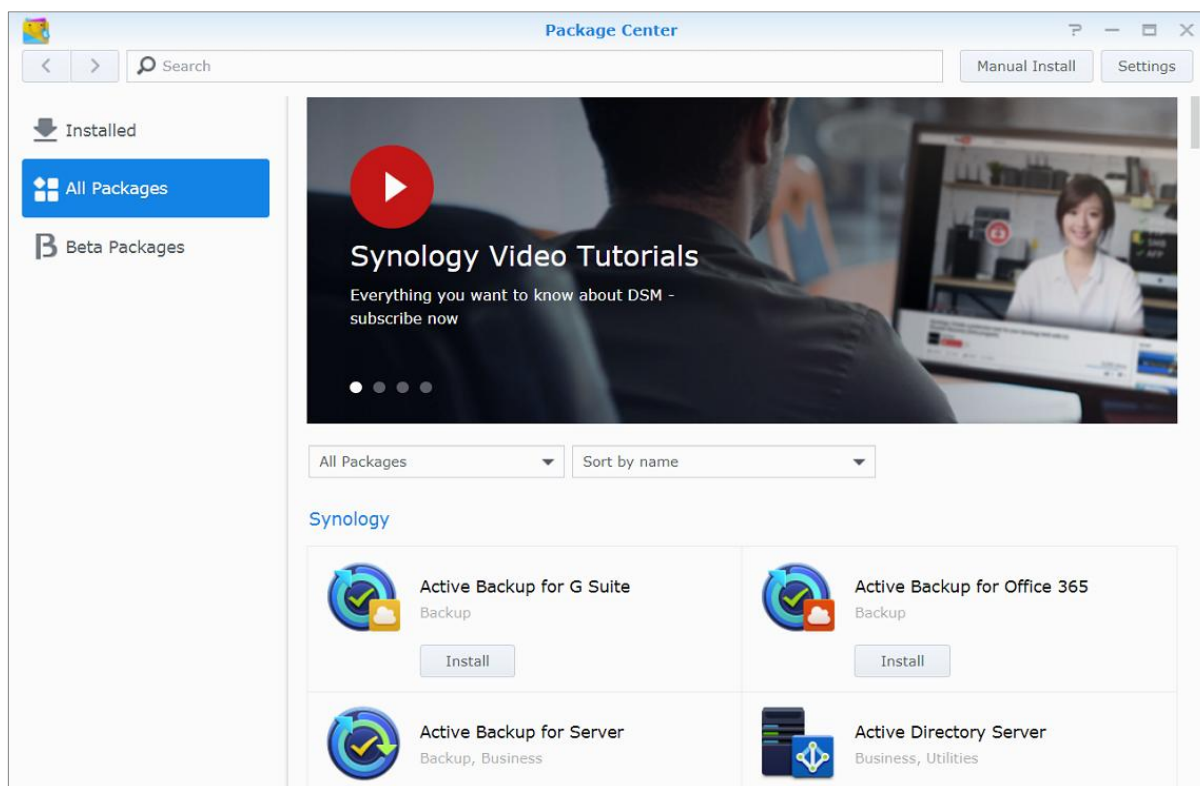 Package Center
Search
Manual Install
Settings
Installed
All Packages
Beta Packages
Synology Video Tutorials
Everything you want to know about DSM -
subscribe now
All Packages
Sort by name
Synology
Active Backup for G Suite
Backup
Install
Active Backup for Office 365
Backup
Install
Active Backup for Server
Backup, Business
Active Directory Server
Business, Utilities